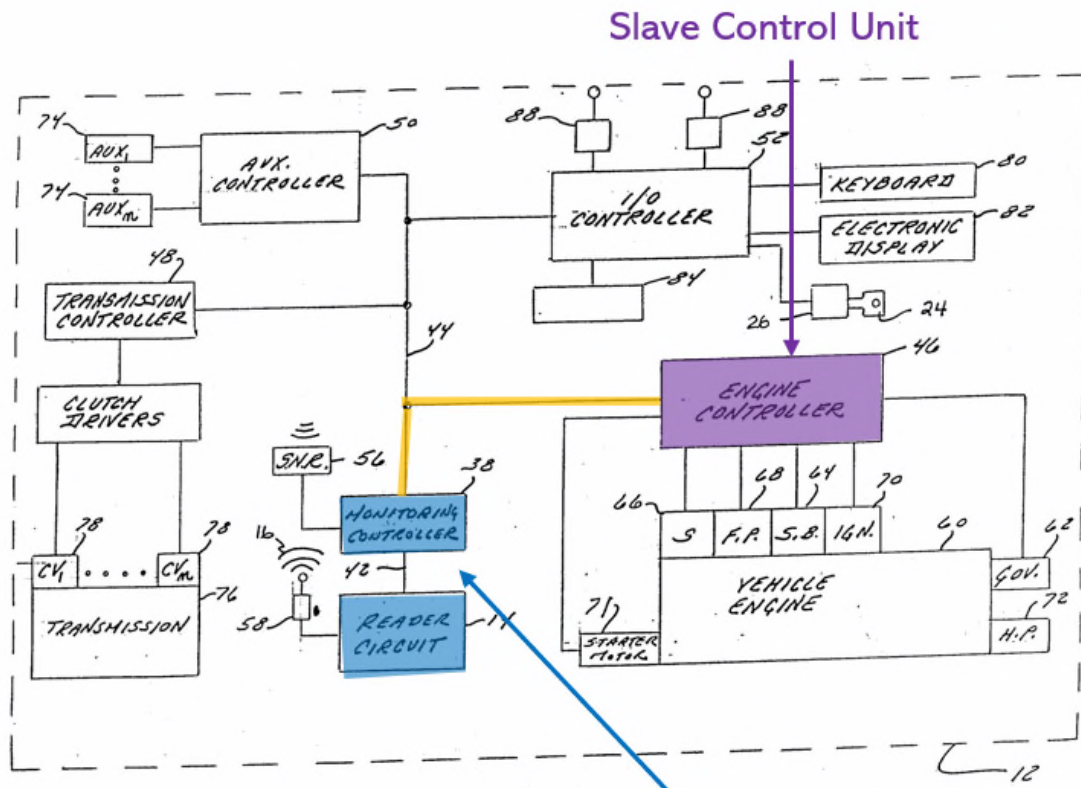 Slave Control Unit
74
50
88
88
AUX1
AUX.
CONTROLLER
52
80
74
KEYBOARD
AUXn
I/O
CONTROLLER
82
ELECTRONIC
DISPLAY
48
84
TRANSMISSION
CONTROLLER
26
24
44
46
ENGINE
CONTROLLER
CLUTCH
DRIVERS
S.N.R.
56
38
68
64
70
66
MONITORING
CONTROLLER
S
F.P.
S.B.
IGN.
60
62
78
78
16
CV1
CVn
42
GOV.
VEHICLE
ENGINE
76
71
72
TRANSMISSION
58
READER
CIRCUIT
14
STARTER
MOTOR
H.P.
12